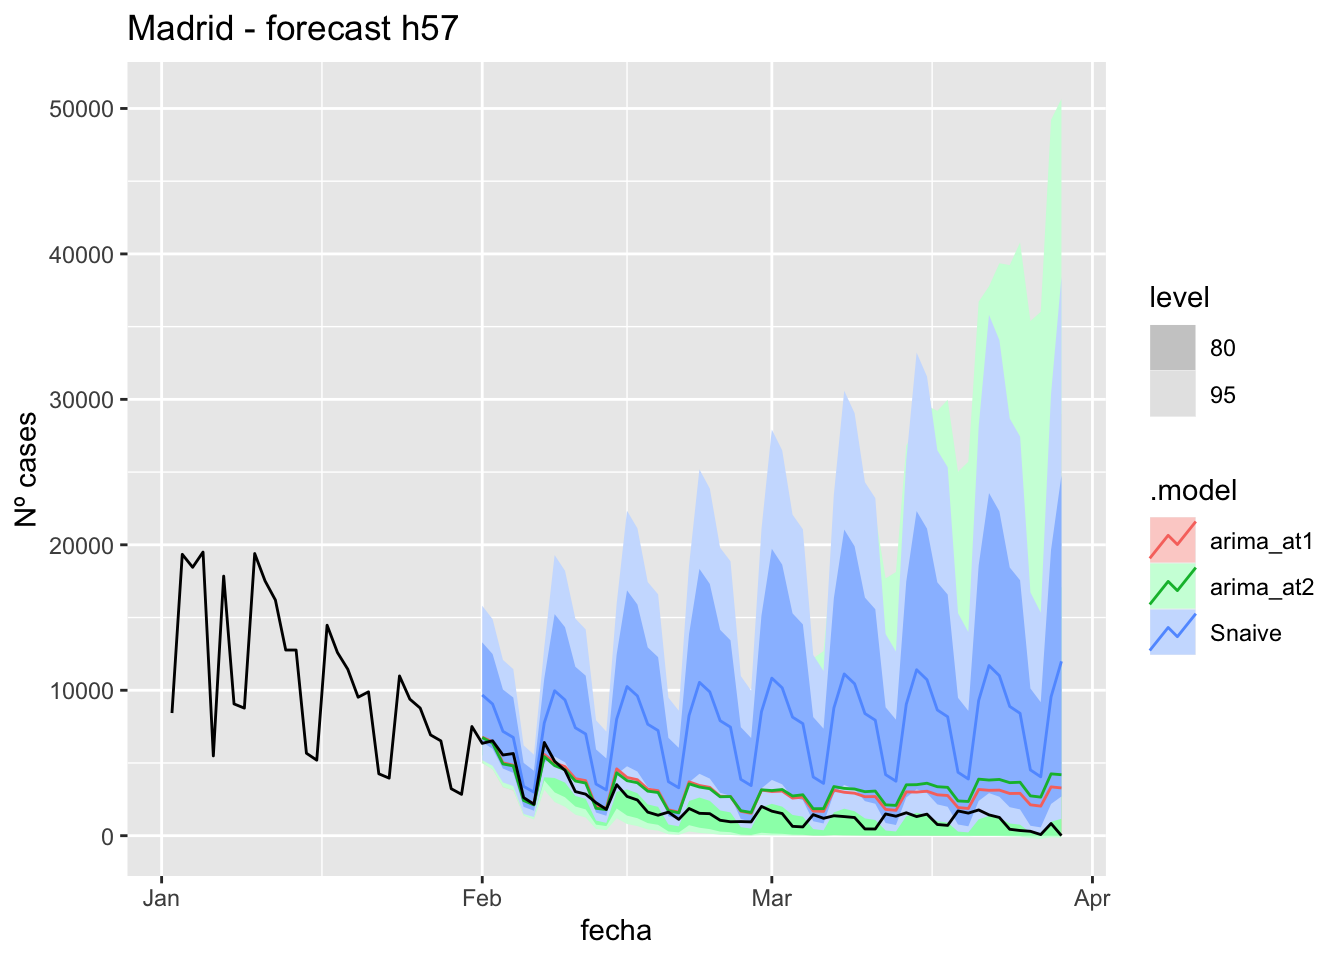 Madrid - forecast h57
50000
40000
30000
20000
10000
0
Nº cases
Jan
Feb
Mar
Apr
fecha
level
80
95
.model
arima_at1
arima_at2
Snaive